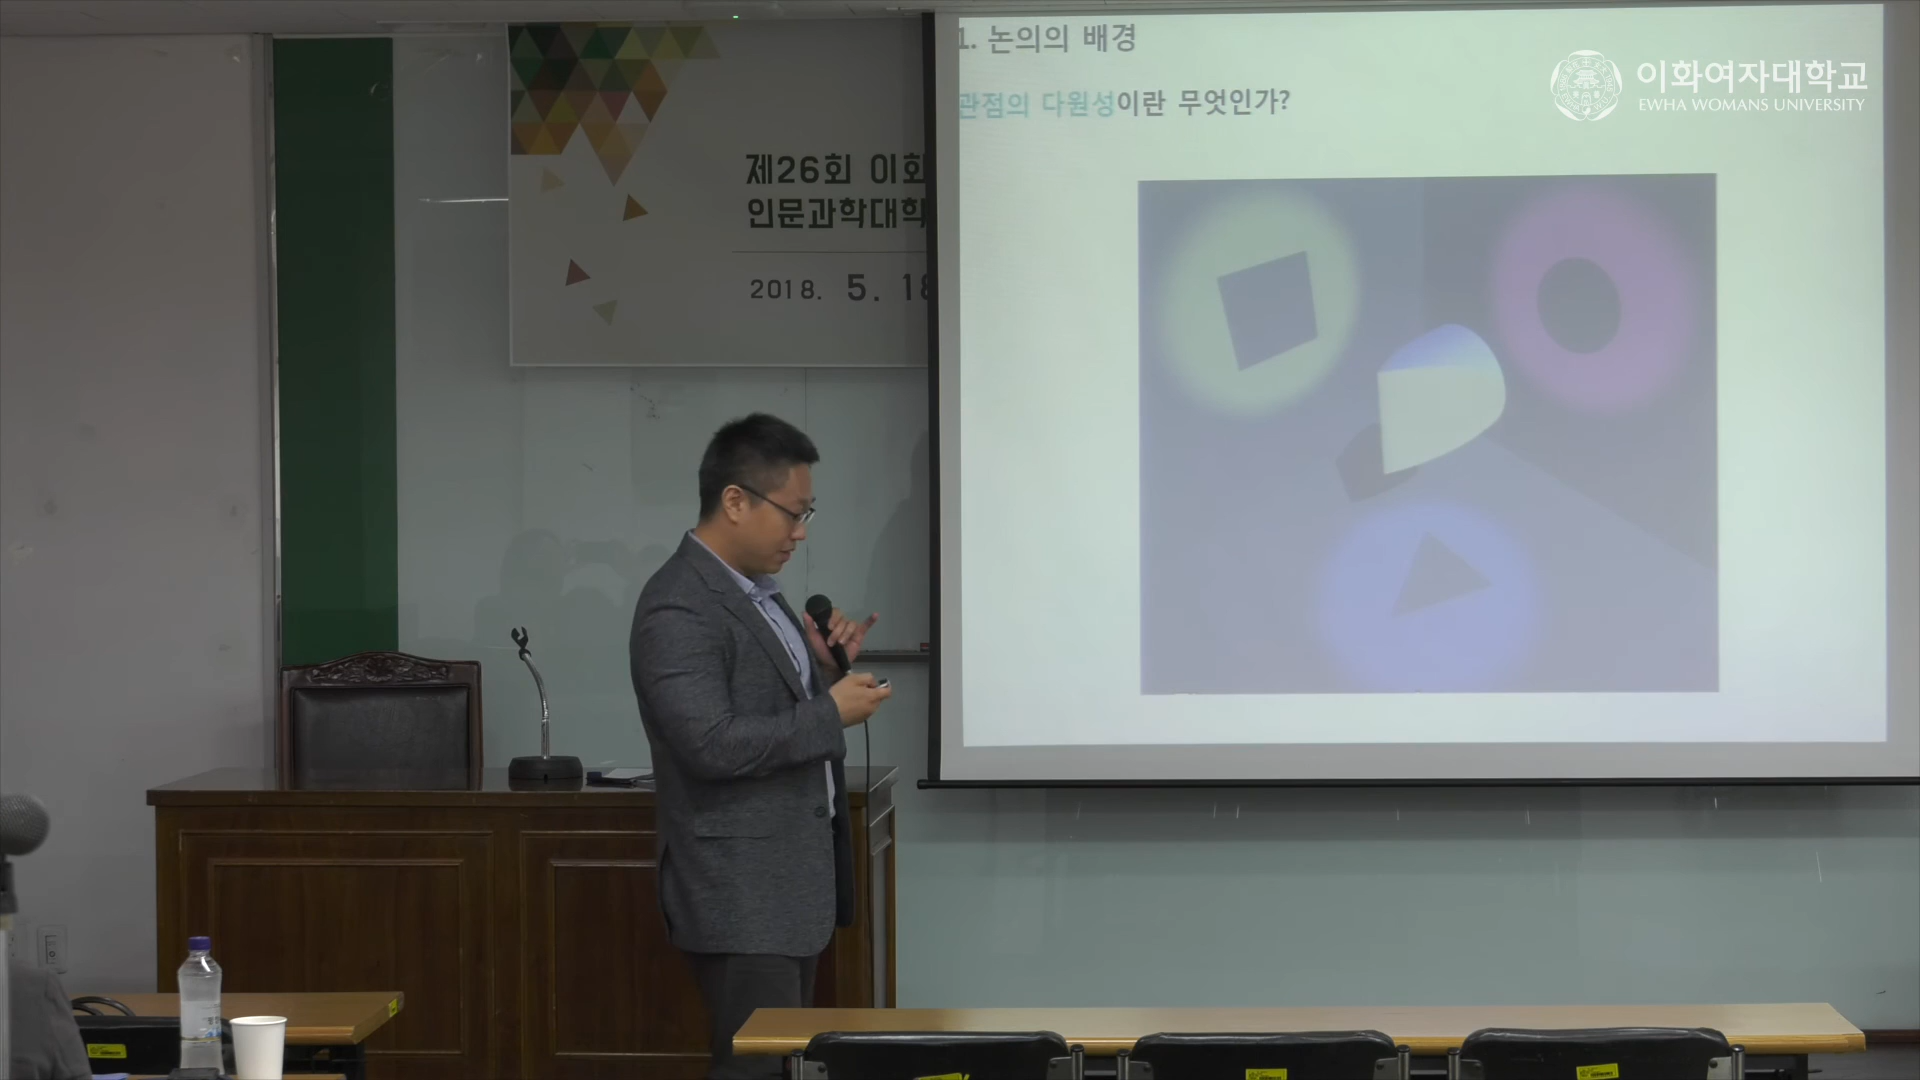 1. 논의의 배경
관점의 다원성이란 무엇인가?
이화여자대학교
EWHA WOMANS UNIVERSITY
제26회 이화
인문과학대학
2018. 5. 18